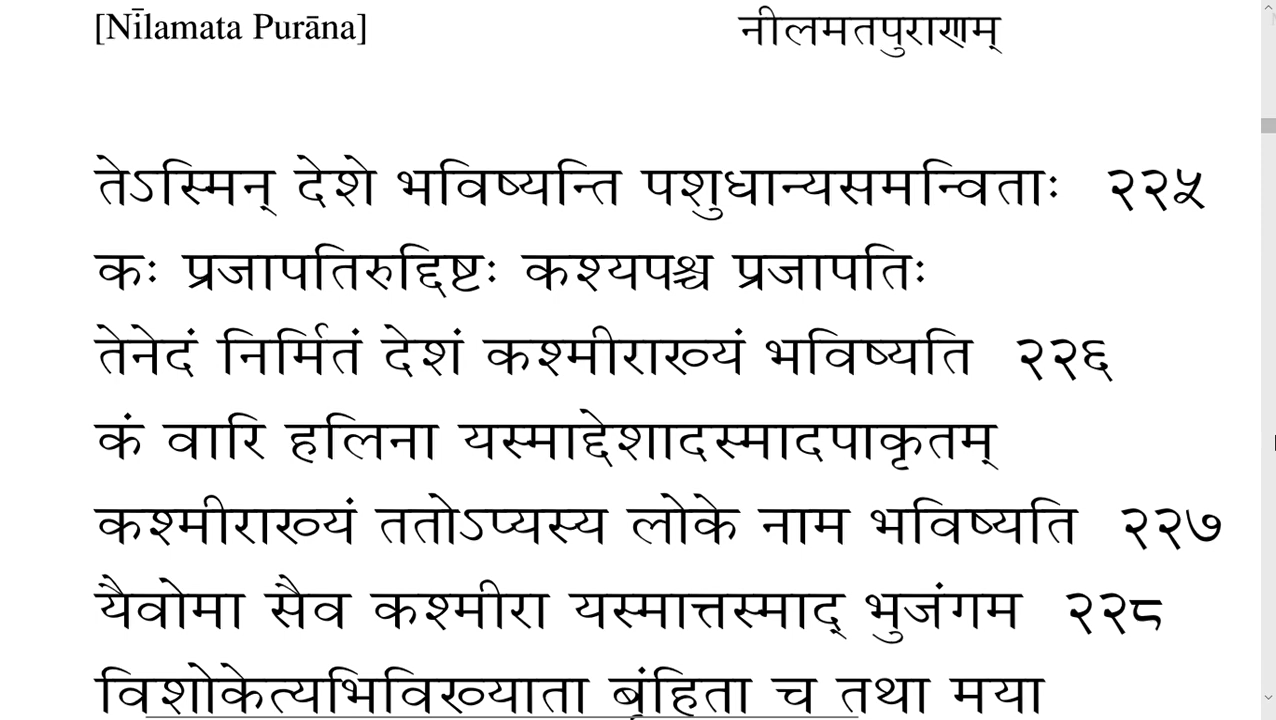 [Nīlamata Purāna] नीलमतपुराणम्
तेऽस्मिन् देशे भविष्यन्ति पशुधान्यसमन्विताः २२५
कः प्रजापतिरुद्दिष्टः कश्यपश्च प्रजापतिः
तेनेदं निर्मितं देशं कश्मीराख्यं भविष्यति २२६
कं वारि हलिना यस्माद्देशादस्मादपाकृतम्
कश्मीराख्यं ततोऽप्यस्य लोके नाम भविष्यति २२७
यैवोमा सैव कश्मीरा यस्मात्तस्माद् भुजंगम २२८
विशोकेत्यभिविख्याता बृंहिता च तथा मया